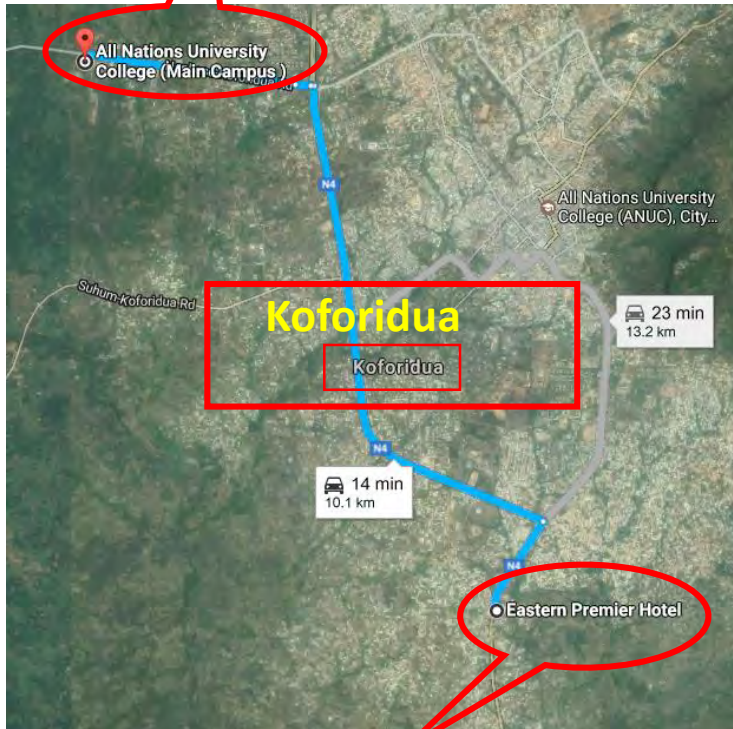 All Nations University
College (Main Campus )
N4
All Nations University
College (ANUC), City...
Suhum-Koforidua Rd
Koforidua
23 min
13.2 km
Koforidua
N4
14 min
10.1 km
N4
Eastern Premier Hotel